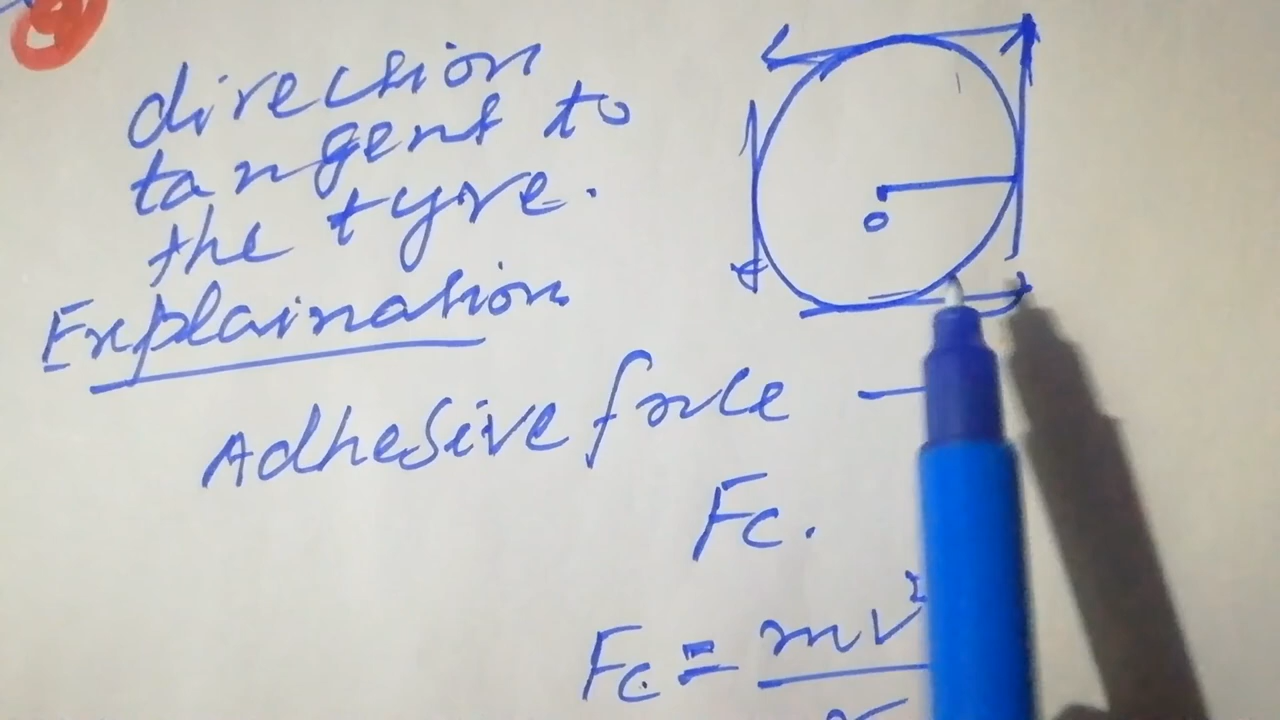 direction
tangent to
the tyre.
Explaination
o
Adhesive force —
Fc.
Fc = mv²
r